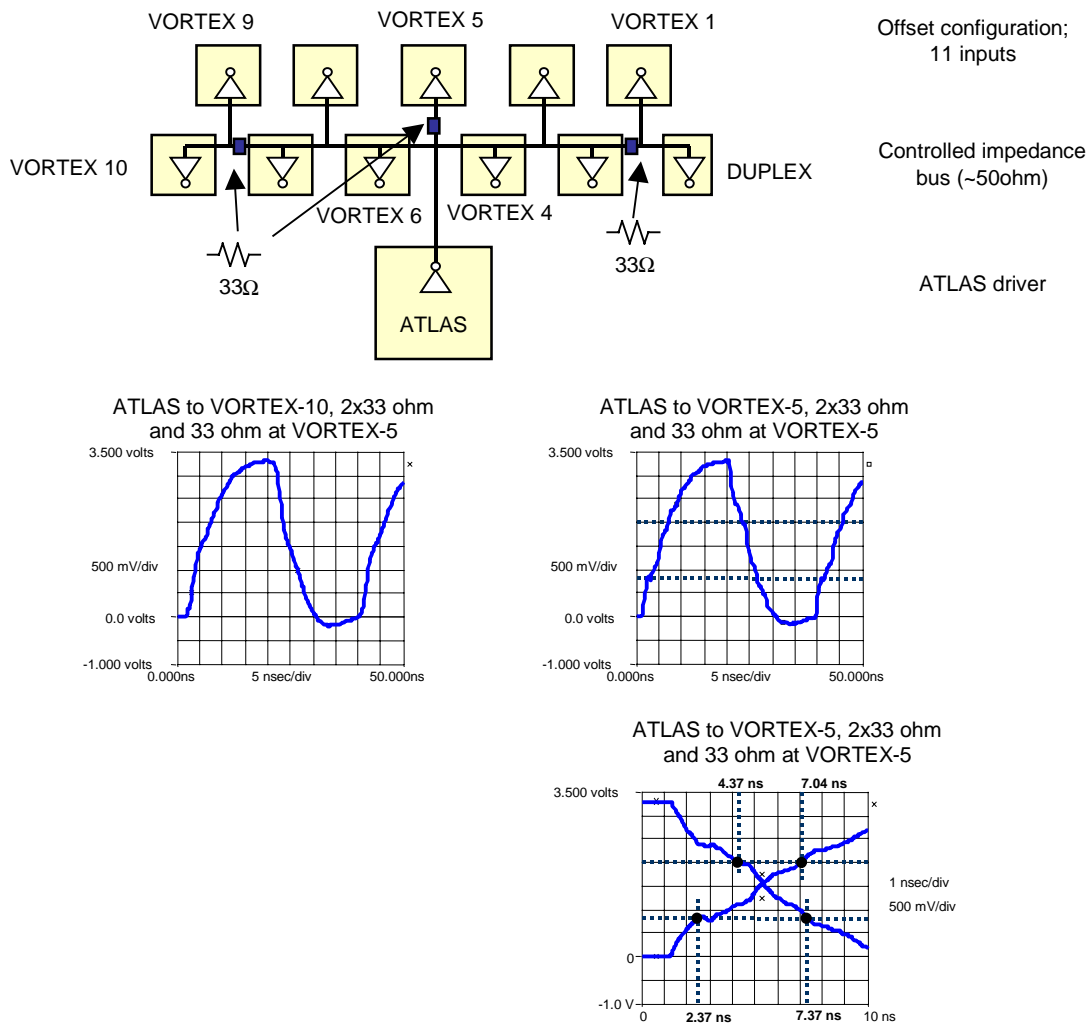 VORTEX 9
VORTEX 5
VORTEX 1
Offset configuration;
11 inputs
VORTEX 10
DUPLEX
Controlled impedance
bus (~50ohm)
VORTEX 6
VORTEX 4
33Ω
33Ω
ATLAS driver
ATLAS
ATLAS to VORTEX-10, 2x33 ohm
and 33 ohm at VORTEX-5
3.500 volts
500 mV/div
0.0 volts
-1.000 volts
0.000ns
5 nsec/div
50.000ns
ATLAS to VORTEX-5, 2x33 ohm
and 33 ohm at VORTEX-5
3.500 volts
500 mV/div
0.0 volts
-1.000 volts
0.000ns
5 nsec/div
50.000ns
ATLAS to VORTEX-5, 2x33 ohm
and 33 ohm at VORTEX-5
4.37 ns
7.04 ns
3.500 volts
1 nsec/div
500 mV/div
0
-1.0 V
0
2.37 ns
7.37 ns
10 ns